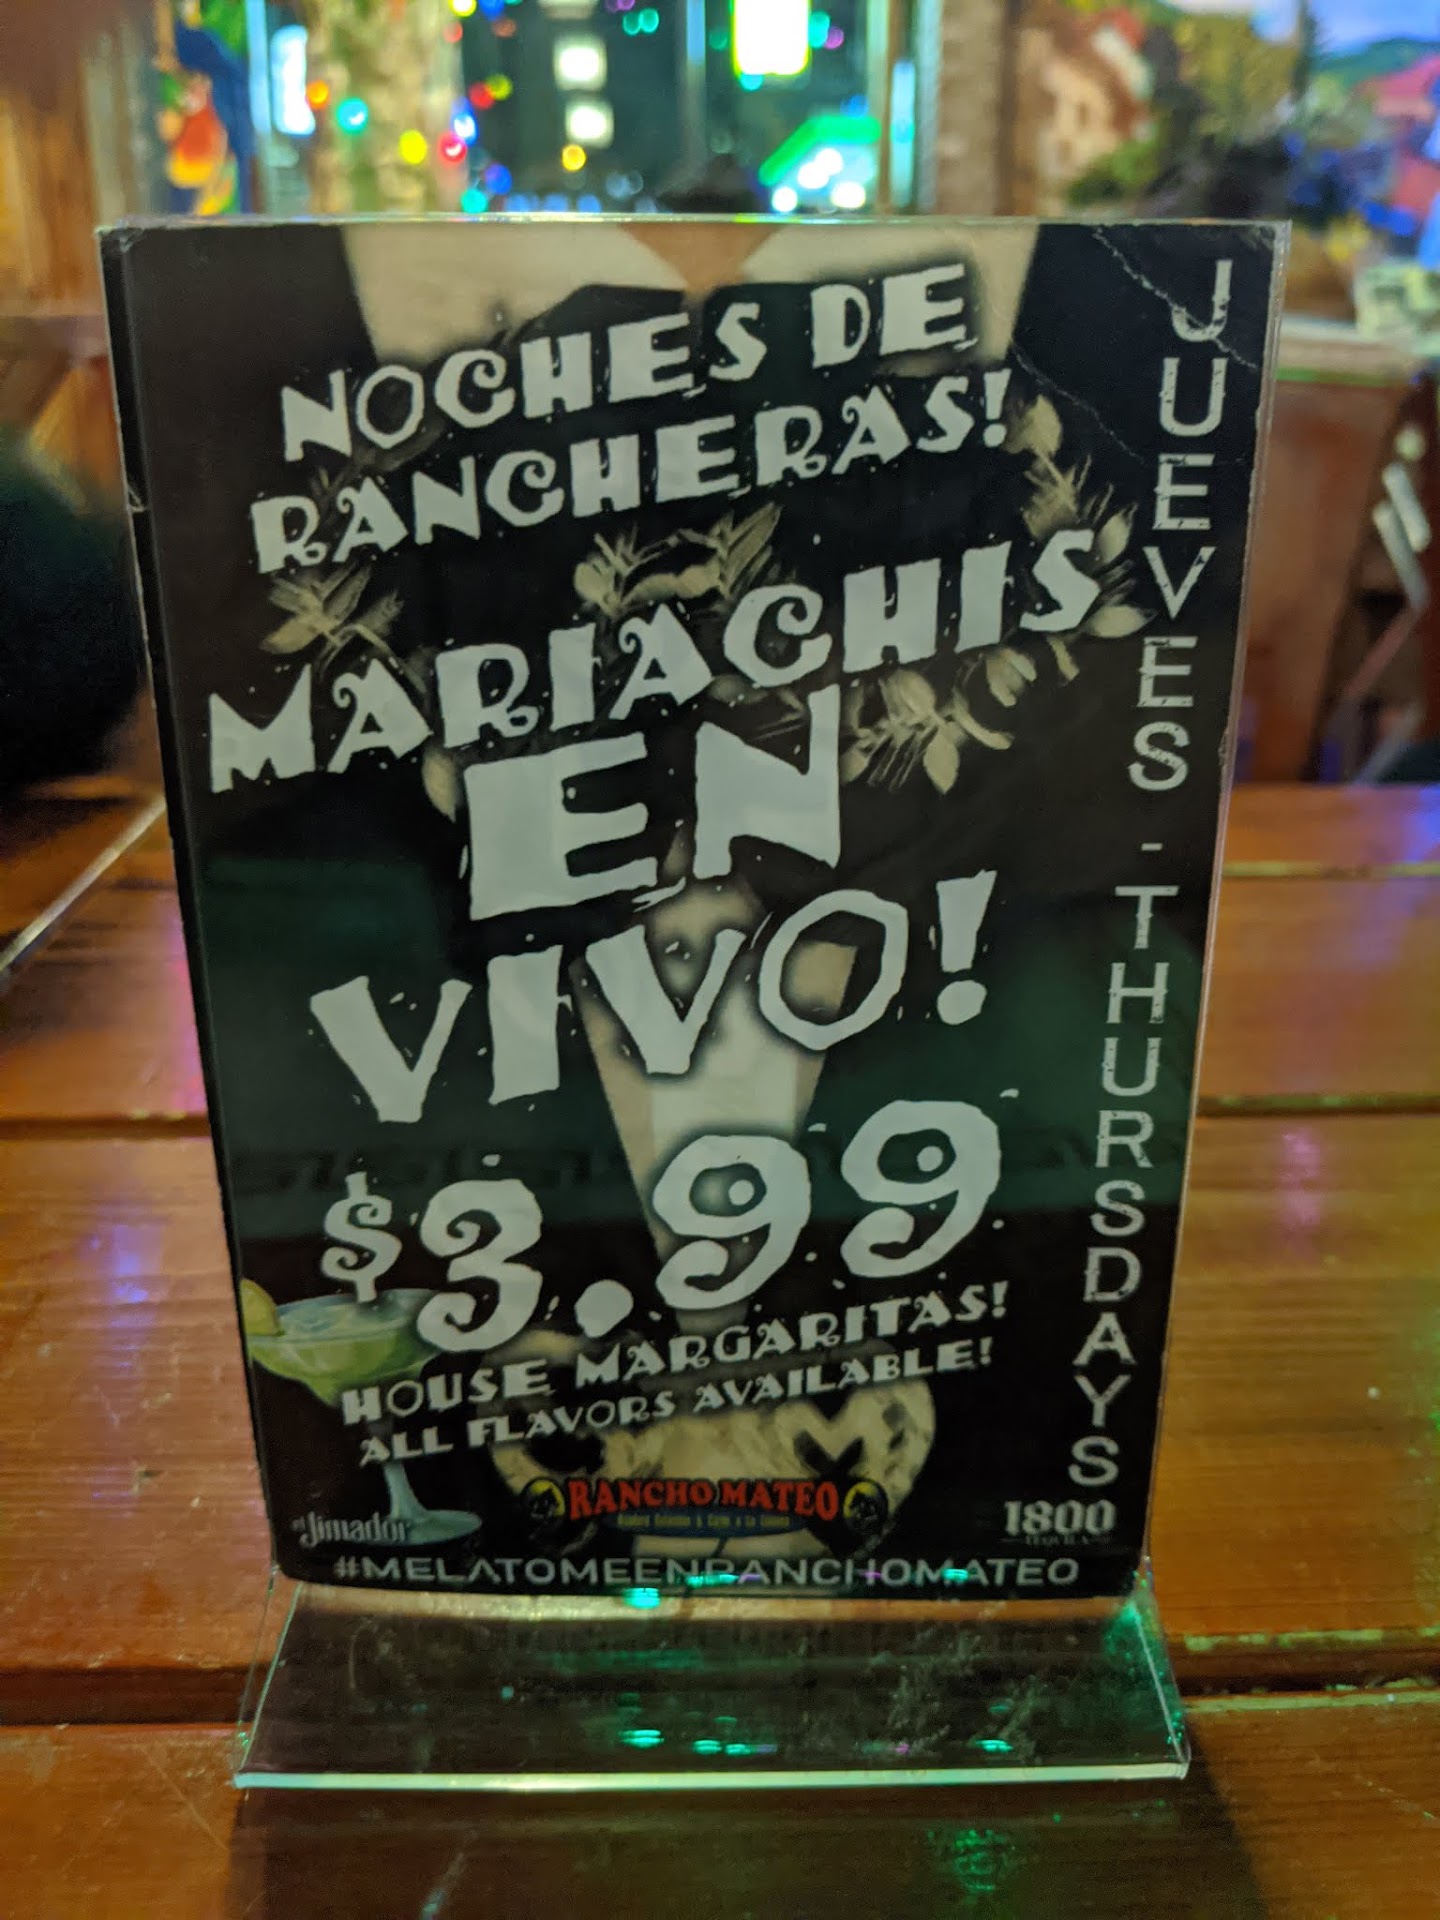 NOCHES DE
RANCHERAS!
MARIACHIS
EN
VIVO!
$3.99
HOUSE MARGARITAS!
ALL FLAVORS AVAILABLE!
JUEVES - THURSDAYS
RANCHO MATEO
el Jimador
1800
TEQUILA
#MELATOMEENRANCHOMATEO